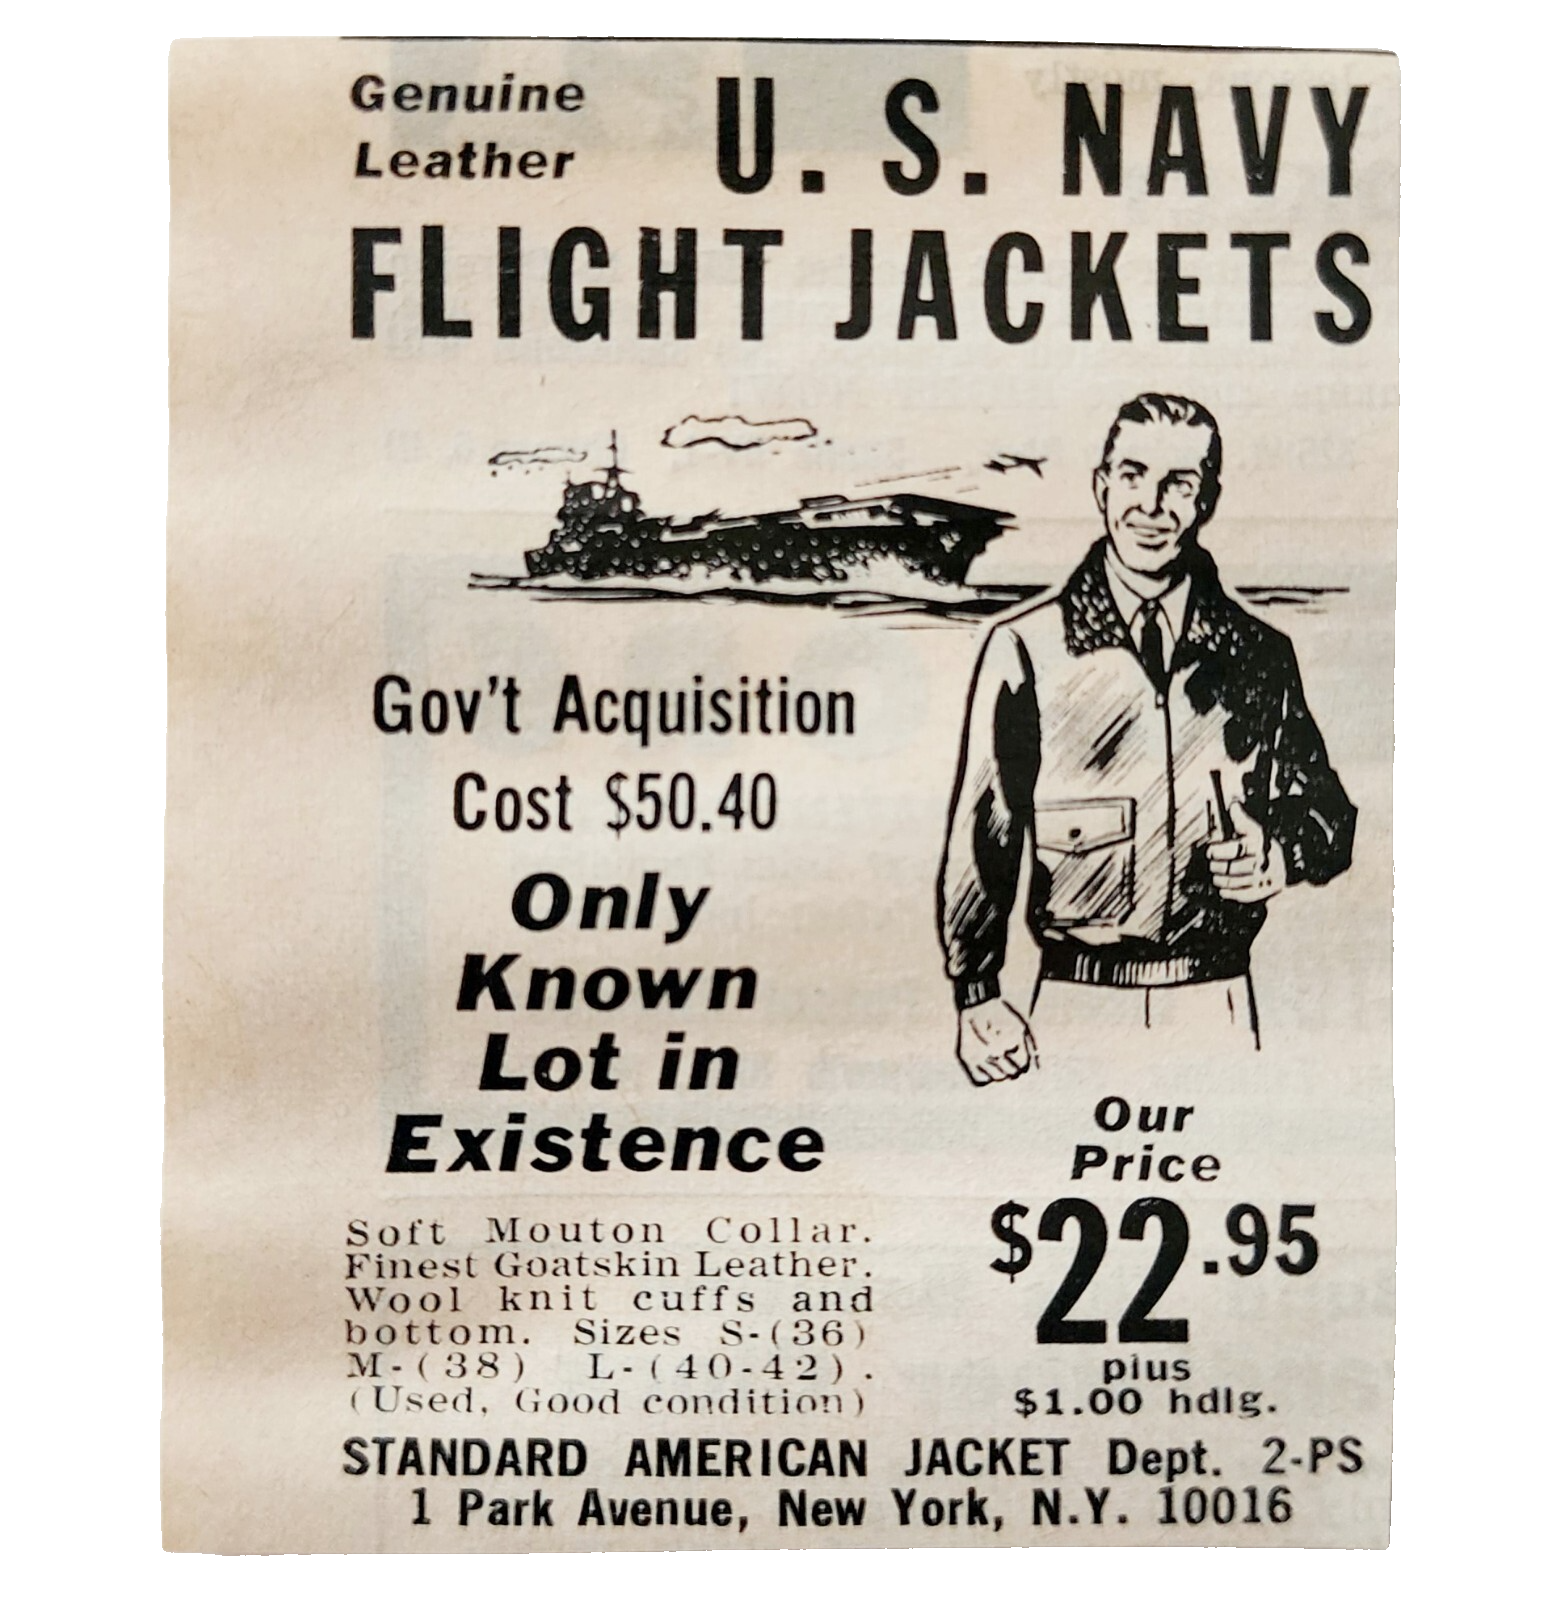 Genuine
Leather
U. S. NAVY
FLIGHT JACKETS
Gov't Acquisition
Cost $50.40
Only
Known
Lot in
Existence
Our
Price
$22.95
plus
$1.00 hdlg.
Soft Mouton Collar.
Finest Goatskin Leather.
Wool knit cuffs and
bottom. Sizes S-(36)
M-(38) L-(40-42).
(Used, Good condition)
STANDARD AMERICAN JACKET Dept. 2-PS
1 Park Avenue, New York, N.Y. 10016